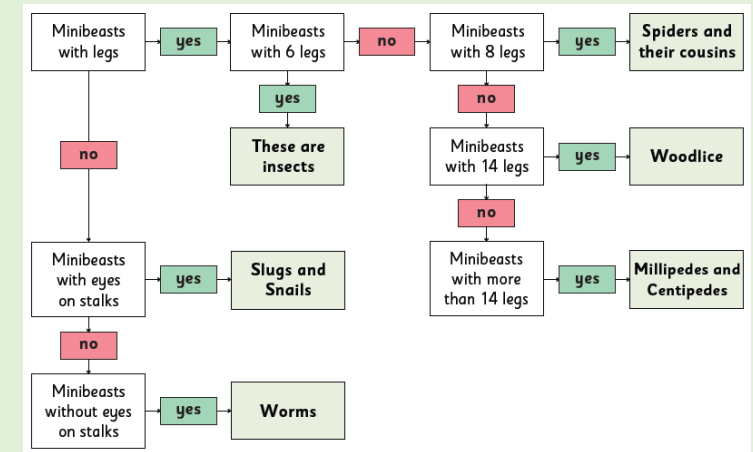 Minibeasts
with legs
yes
Minibeasts
with 6 legs
no
Minibeasts
with 8 legs
yes
Spiders and
their cousins
yes
no
no
These are
insects
Minibeasts
with 14 legs
yes
Woodlice
no
Minibeasts
with eyes
on stalks
yes
Slugs and
Snails
Minibeasts
with more
than 14 legs
yes
Millipedes and
Centipedes
no
Minibeasts
without eyes
on stalks
yes
Worms